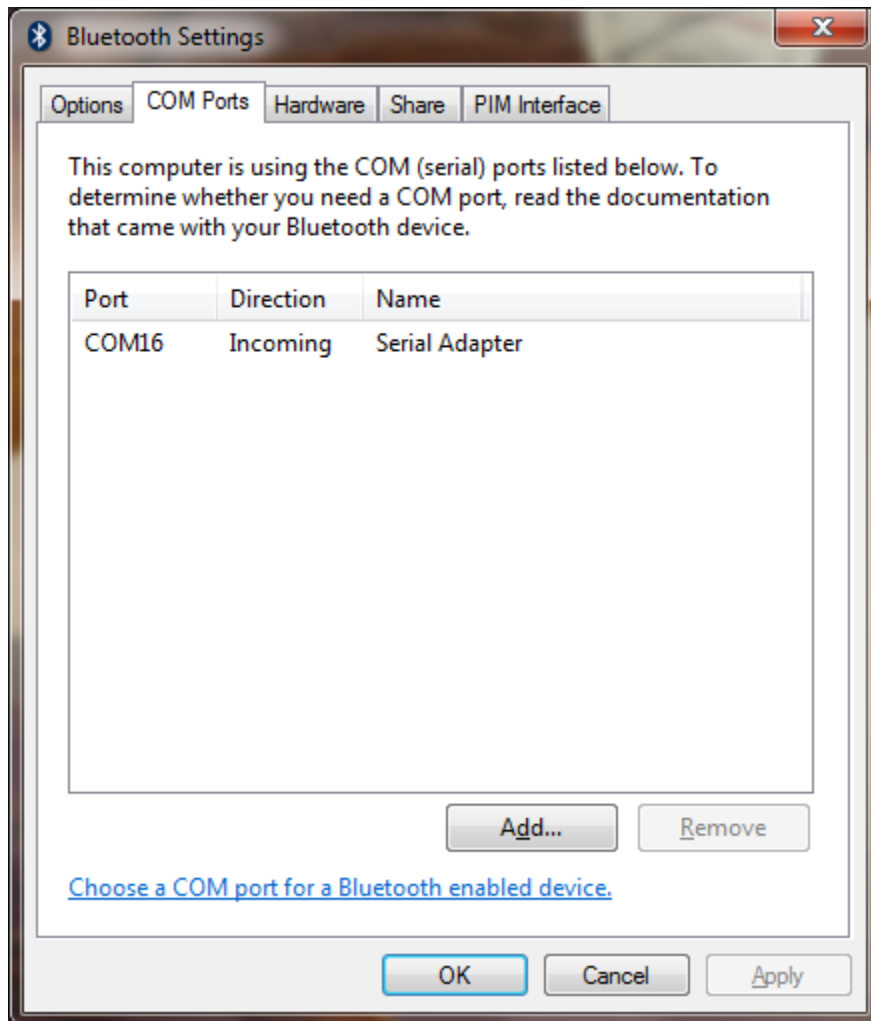 Bluetooth Settings
Options COM Ports Hardware Share PIM Interface
This computer is using the COM (serial) ports listed below. To
determine whether you need a COM port, read the documentation
that came with your Bluetooth device.
Port Direction Name
COM16 Incoming Serial Adapter
Add... Remove
Choose a COM port for a Bluetooth enabled device.
OK Cancel Apply